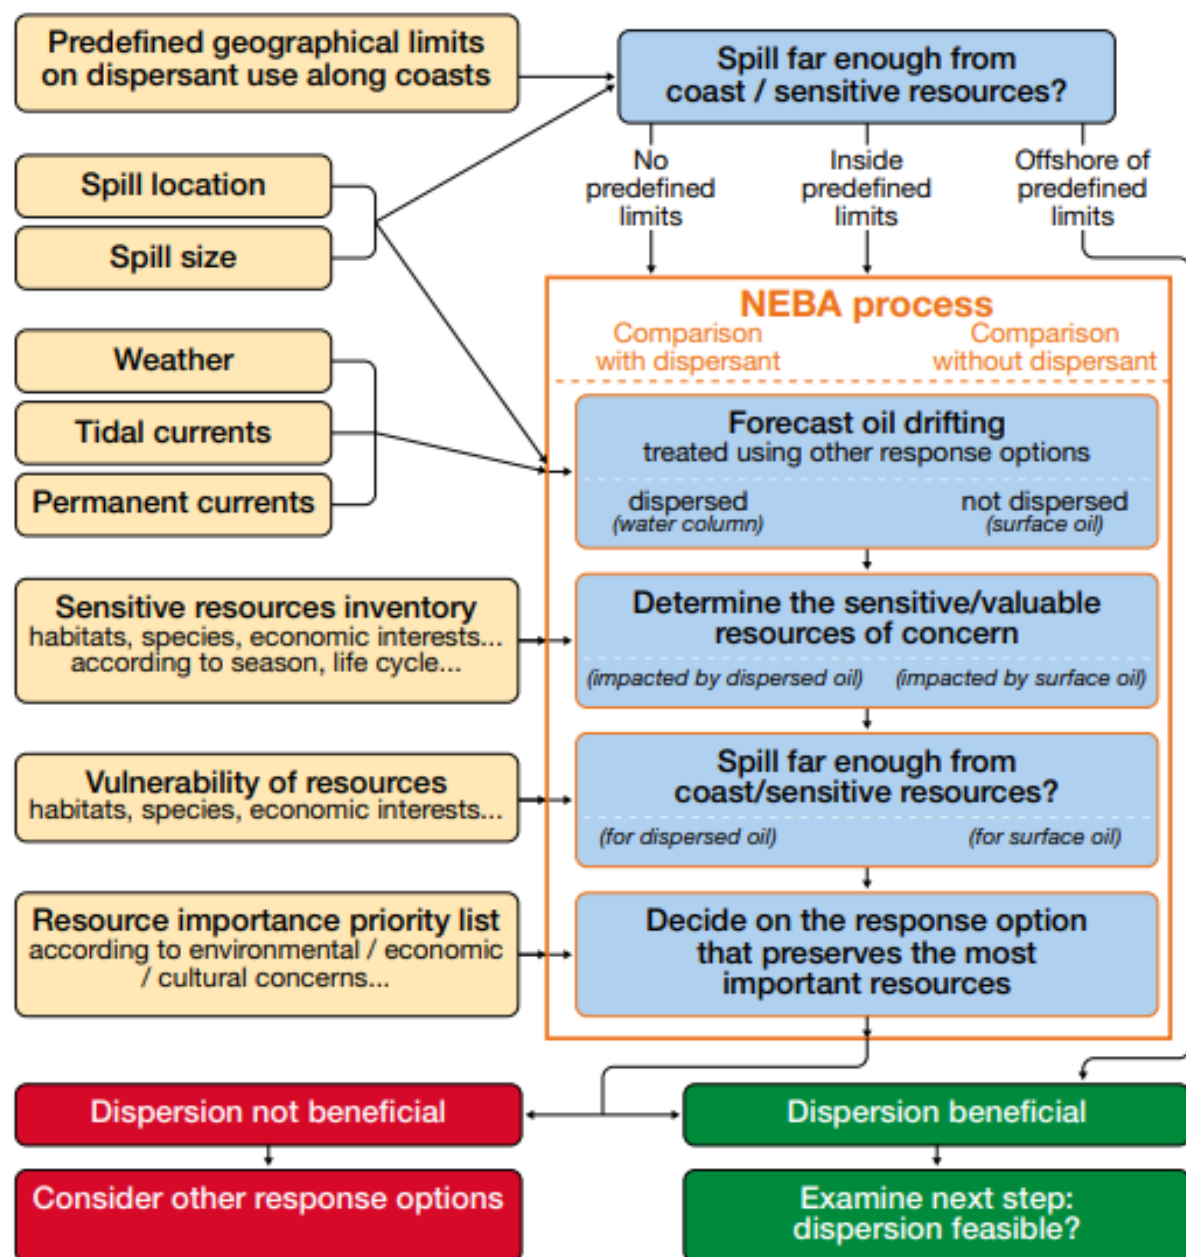 Predefined geographical limits
on dispersant use along coasts
Spill far enough from
coast / sensitive resources?
No
predefined
limits
Inside
predefined
limits
Offshore of
predefined
limits
Spill location
Spill size
Weather
Tidal currents
Permanent currents
NEBA process
Comparison
with dispersant
Comparison
without dispersant
Forecast oil drifting
treated using other response options
dispersed
(water column)
not dispersed
(surface oil)
Sensitive resources inventory
habitats, species, economic interests...
according to season, life cycle...
Determine the sensitive/valuable
resources of concern
(impacted by dispersed oil)
(impacted by surface oil)
Vulnerability of resources
habitats, species, economic interests...
Spill far enough from
coast/sensitive resources?
(for dispersed oil)
(for surface oil)
Resource importance priority list
according to environmental / economic
/ cultural concerns...
Decide on the response option
that preserves the most
important resources
Dispersion not beneficial
Dispersion beneficial
Consider other response options
Examine next step:
dispersion feasible?